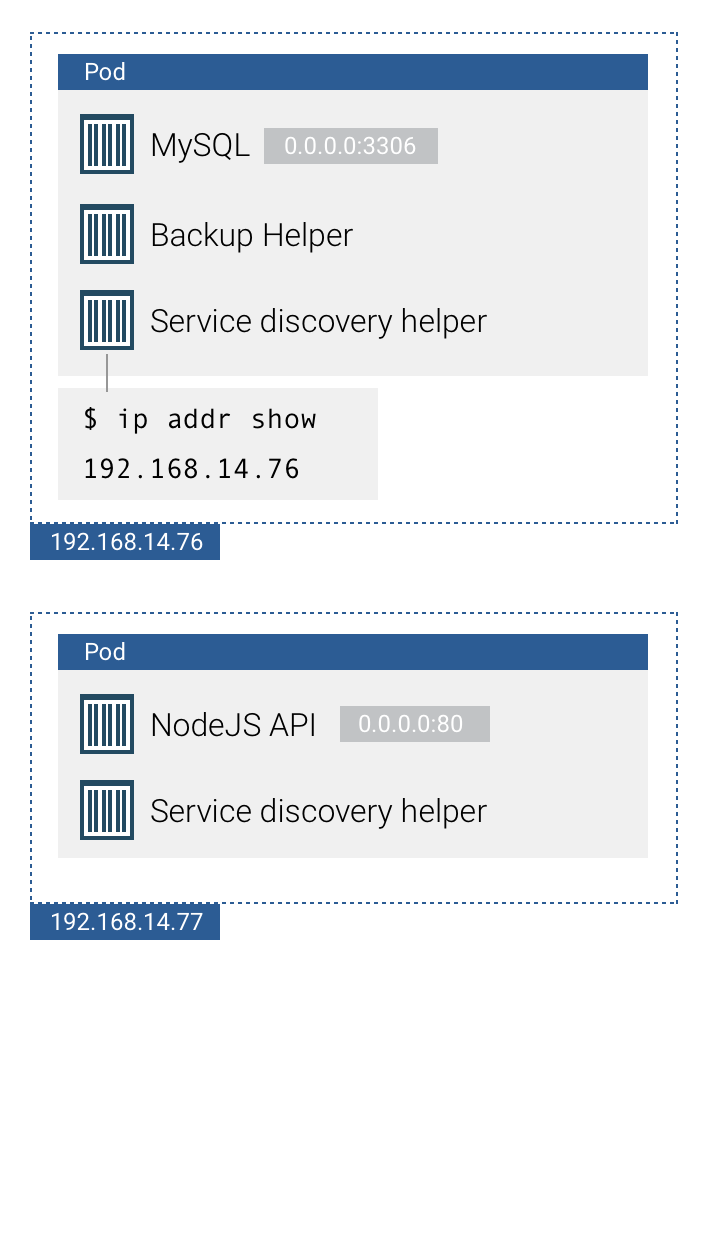 Pod
MySQL 0.0.0.0:3306
Backup Helper
Service discovery helper
$ ip addr show
192.168.14.76
192.168.14.76
Pod
NodeJS API 0.0.0.0:80
Service discovery helper
192.168.14.77